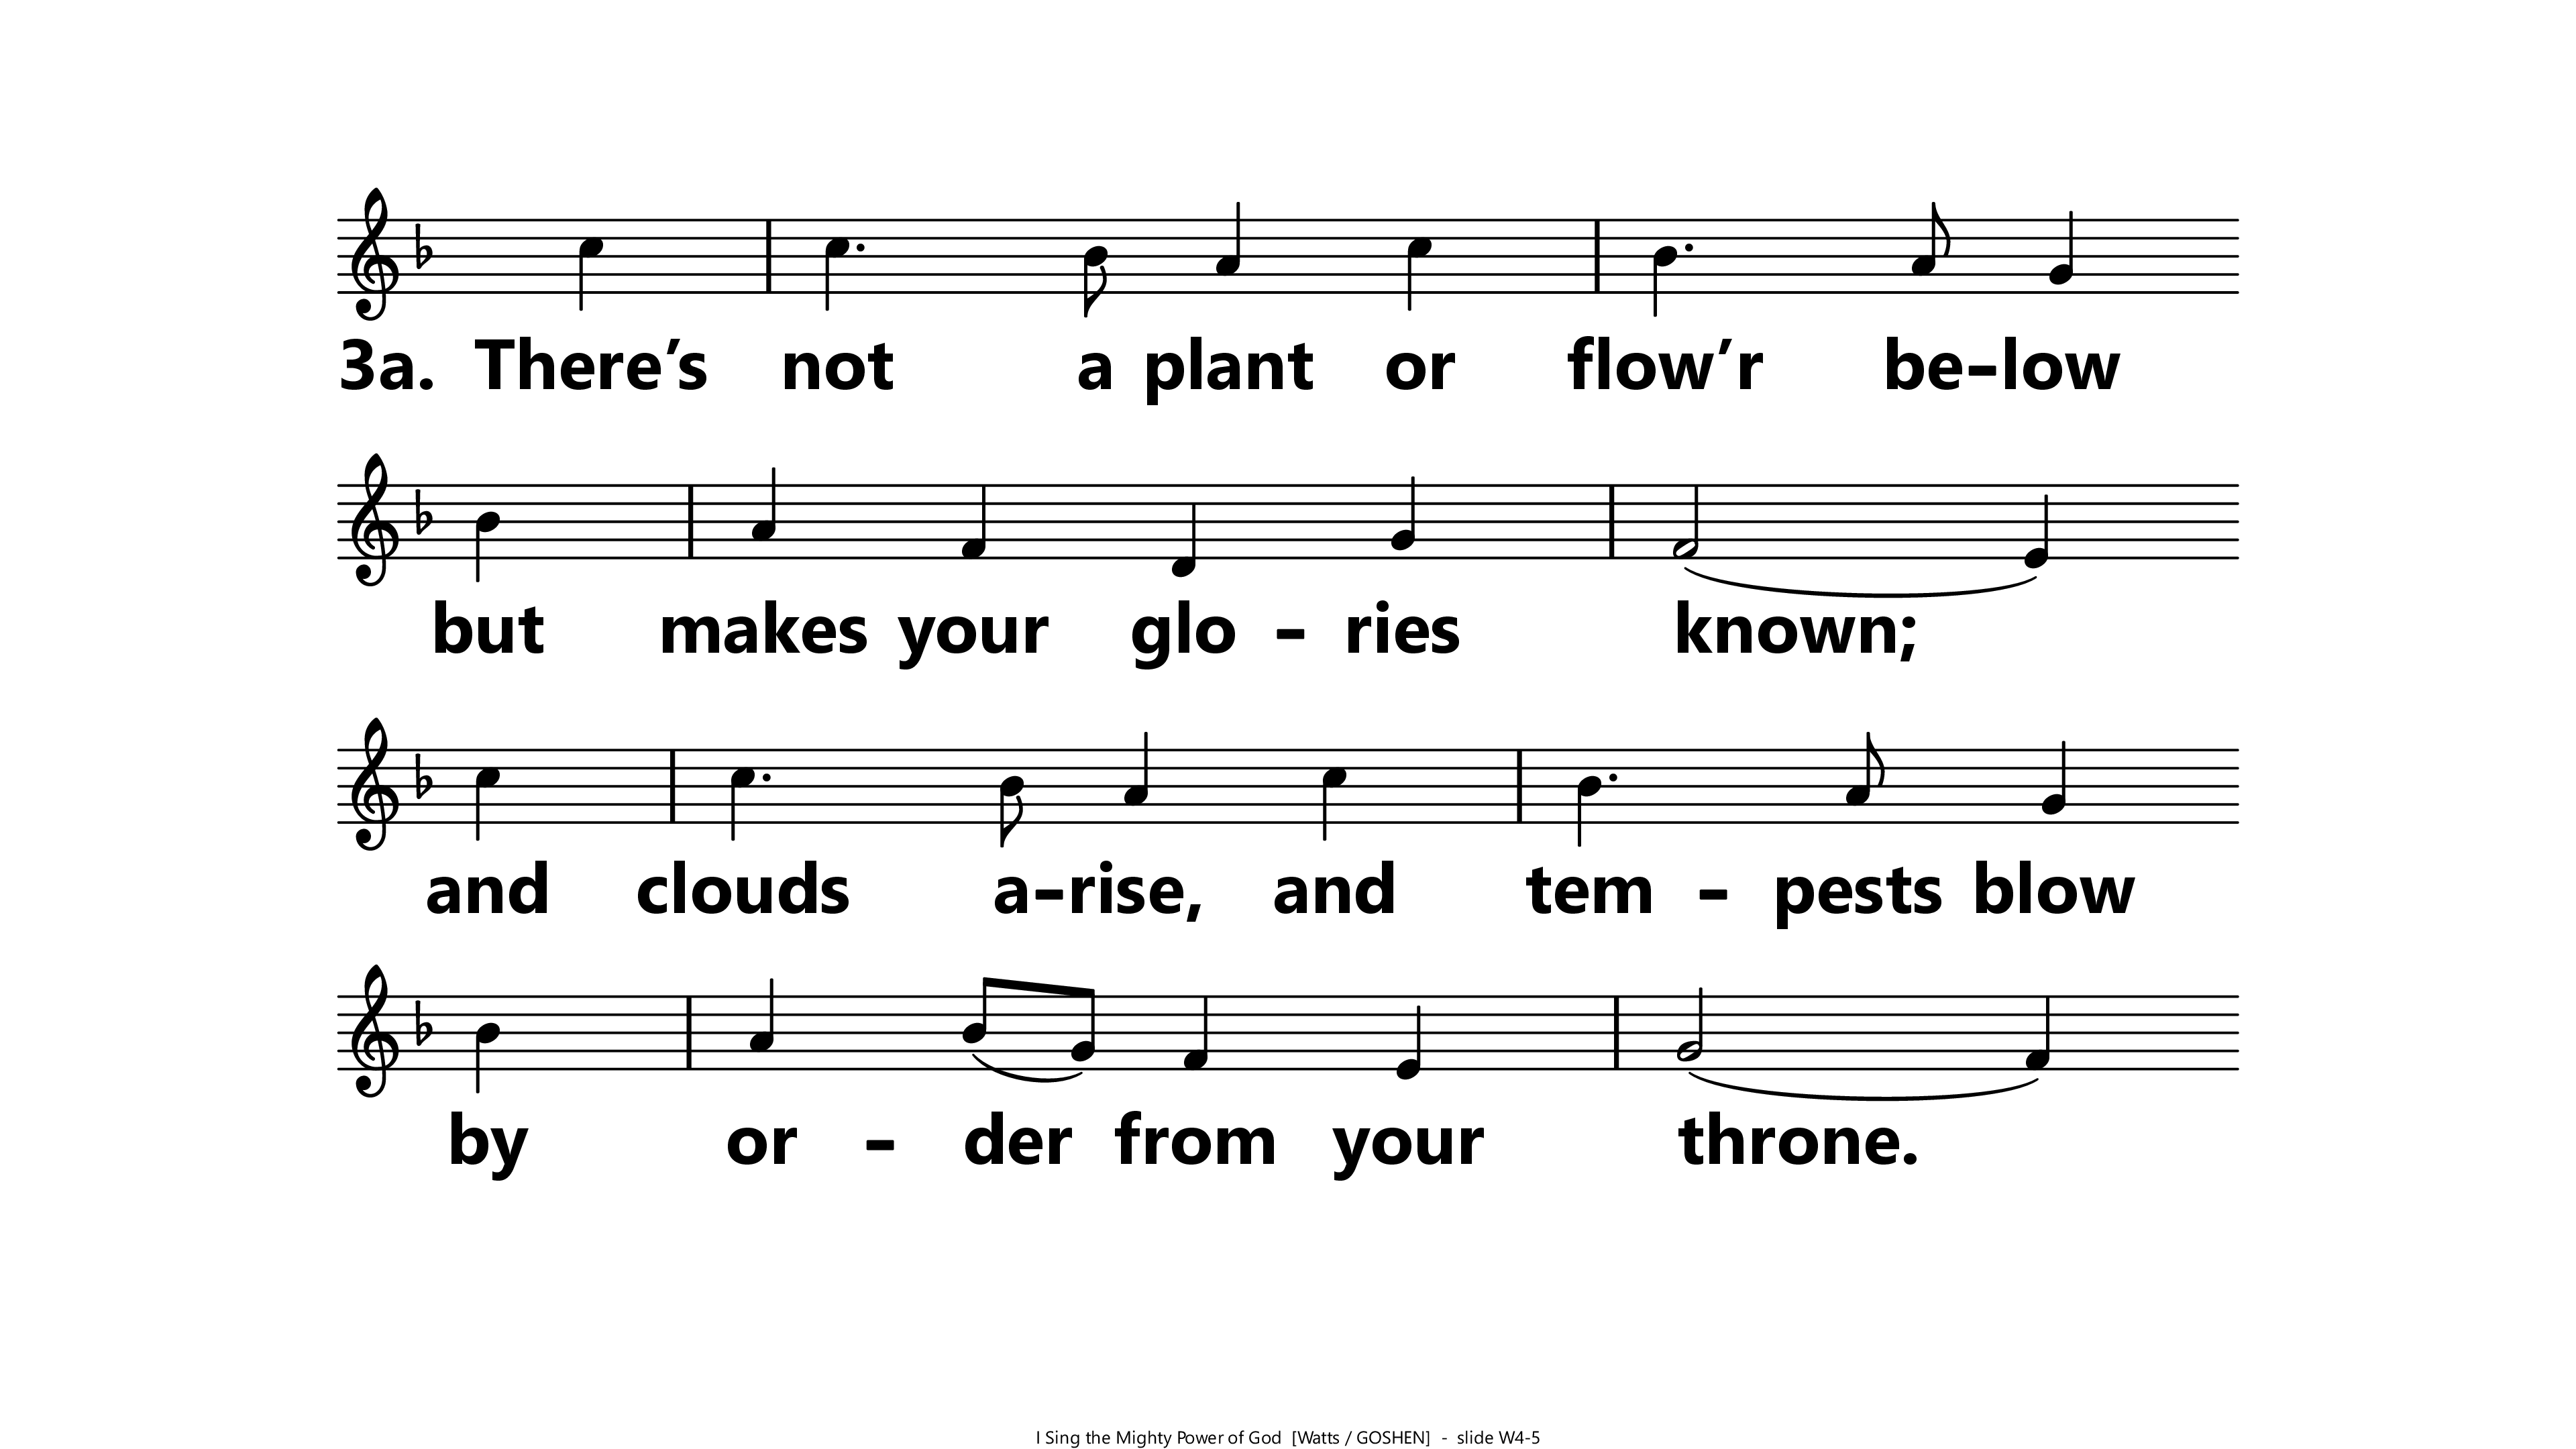 3a. There’s not a plant or flow’r be-low
but makes your glo - ries known;
and clouds a-rise, and tem - pests blow
by or - der from your throne.
I Sing the Mighty Power of God [Watts / GOSHEN] - slide W4-5